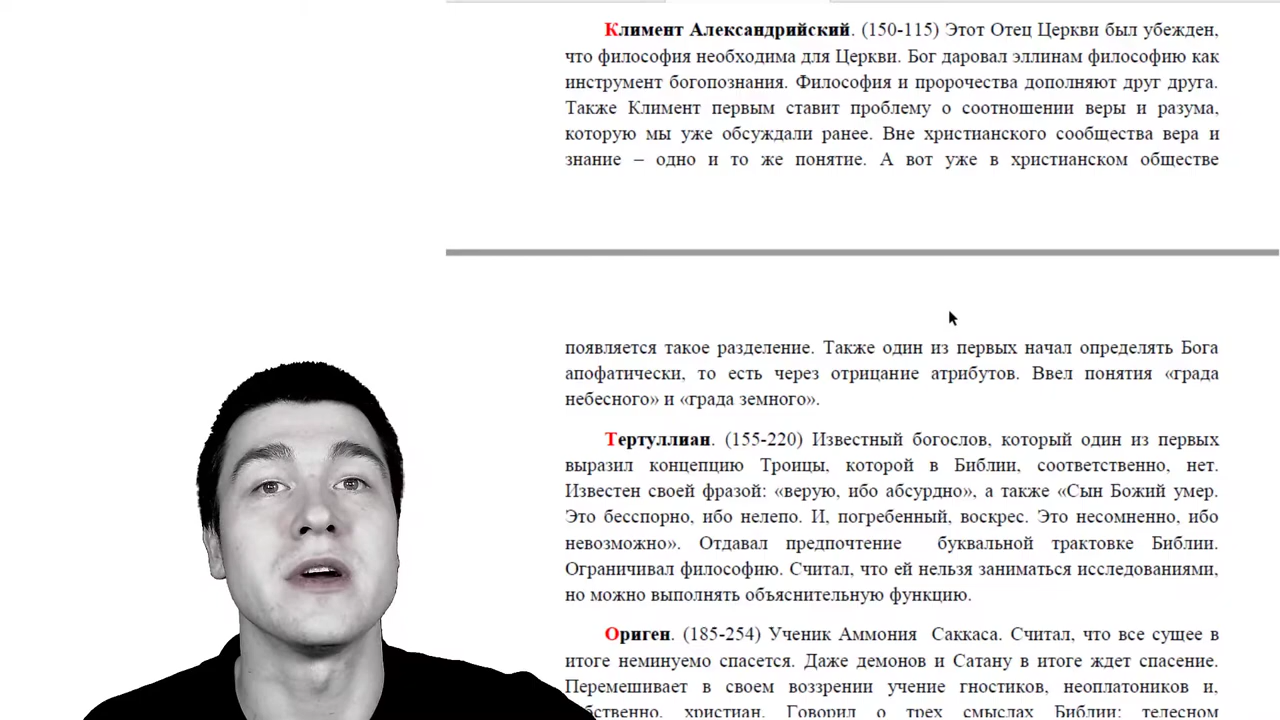 Климент Александрийский. (150-115) Этот Отец Церкви был убежден,
что философия необходима для Церкви. Бог даровал эллинам философию как
инструмент богопознания. Философия и пророчества дополняют друг друга.
Также Климент первым ставит проблему о соотношении веры и разума,
которую мы уже обсуждали ранее. Вне христианского сообщества вера и
знание – одно и то же понятие. А вот уже в христианском обществе
появляется такое разделение. Также один из первых начал определять Бога
апофатически, то есть через отрицание атрибутов. Ввел понятия «града
небесного» и «града земного».
Тертуллиан. (155-220) Известный богослов, который один из первых
выразил концепцию Троицы, которой в Библии, соответственно, нет.
Известен своей фразой: «верую, ибо абсурдно», а также «Сын Божий умер.
Это бесспорно, ибо нелепо. И, погребенный, воскрес. Это несомненно, ибо
невозможно». Отдавал предпочтение буквальной трактовке Библии.
Ограничивал философию. Считал, что ей нельзя заниматься исследованиями,
но можно выполнять объяснительную функцию.
Ориген. (185-254) Ученик Аммония Саккаса. Считал, что все сущее в
итоге неминуемо спасется. Даже демонов и Сатану в итоге ждет спасение.
Перемешивает в своем воззрении учение гностиков, неоплатоников и,
христиан. Говорил о трех смыслах Библии: телесном